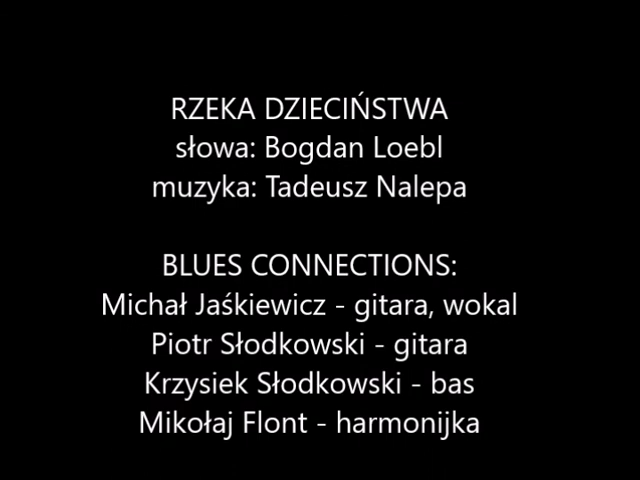 RZEKA DZIECIŃSTWA
słowa: Bogdan Loebl
muzyka: Tadeusz Nalepa
BLUES CONNECTIONS:
Michał Jaśkiewicz - gitara, wokal
Piotr Słodkowski - gitara
Krzysiek Słodkowski - bas
Mikołaj Flont - harmonijka